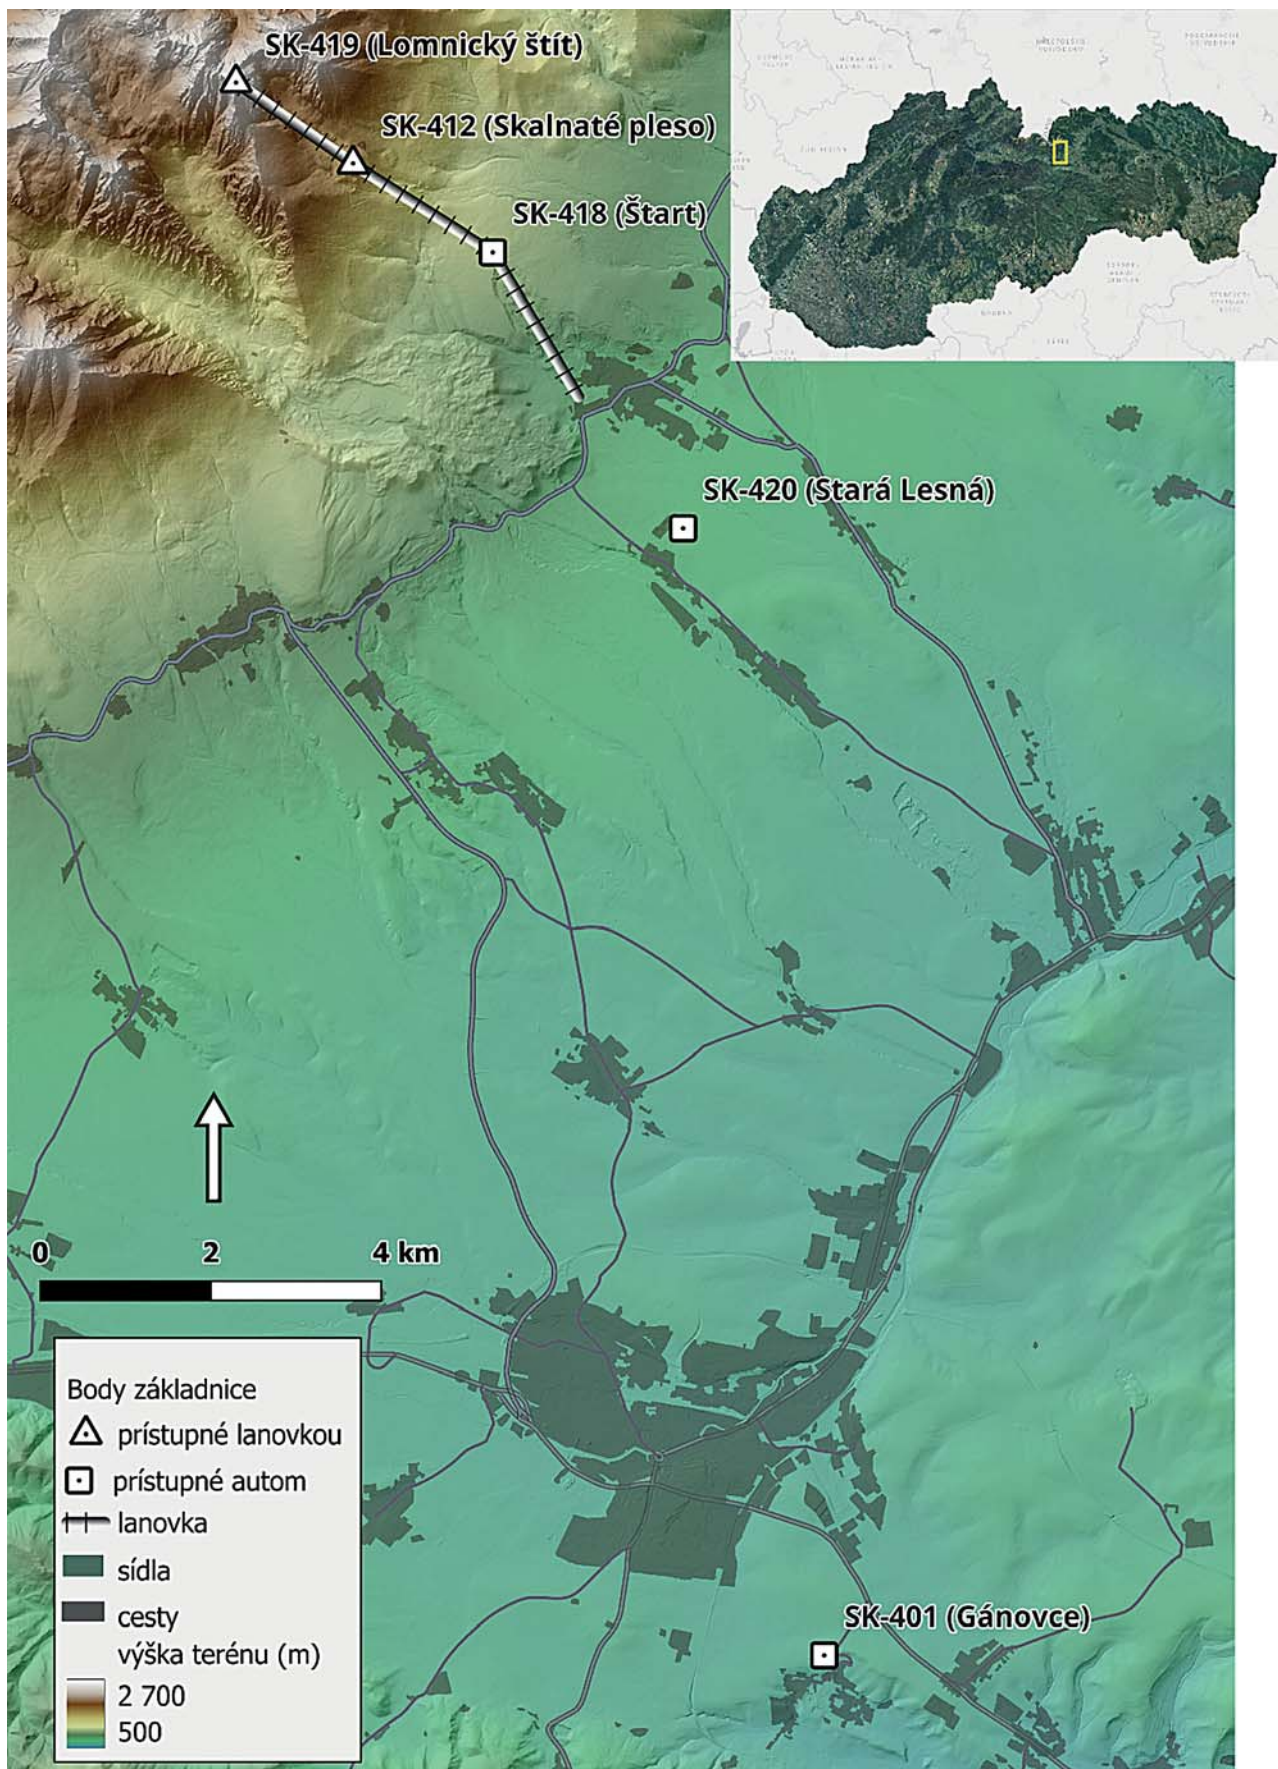 SK-419 (Lomnický štít)
SK-412 (Skalnaté pleso)
SK-418 (Štart)
SK-420 (Stará Lesná)
0 2 4 km
Body základnice
prístupné lanovkou
prístupné autom
lanovka
sídla
cesty
výška terénu (m)
2 700
500
SK-401 (Gánovce)